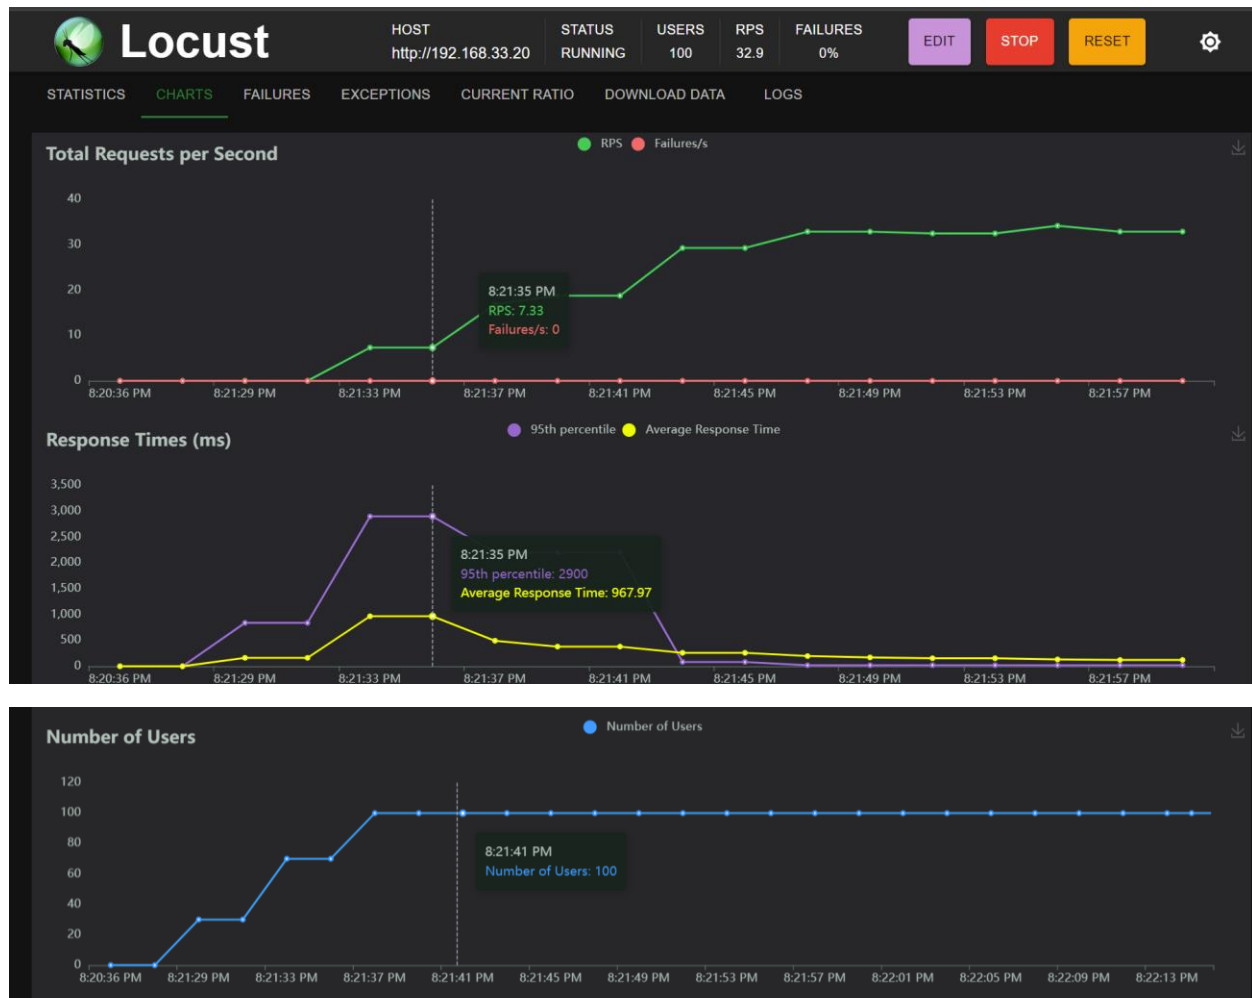 Locust
HOST
http://192.168.33.20
STATUS
RUNNING
USERS
100
RPS
32.9
FAILURES
0%
EDIT
STOP
RESET
STATISTICS CHARTS FAILURES EXCEPTIONS CURRENT RATIO DOWNLOAD DATA LOGS
Total Requests per Second
RPS Failures/s
40
30
20
10
0
8:21:35 PM
RPS: 7.33
Failures/s: 0
8:20:36 PM 8:21:29 PM 8:21:33 PM 8:21:37 PM 8:21:41 PM 8:21:45 PM 8:21:49 PM 8:21:53 PM 8:21:57 PM
Response Times (ms)
95th percentile Average Response Time
3,500
3,000
2,500
2,000
1,500
1,000
500
0
8:21:35 PM
95th percentile: 2900
Average Response Time: 967.97
8:20:36 PM 8:21:29 PM 8:21:33 PM 8:21:37 PM 8:21:41 PM 8:21:45 PM 8:21:49 PM 8:21:53 PM 8:21:57 PM
Number of Users
Number of Users
120
100
80
60
40
20
0
8:21:41 PM
Number of Users: 100
8:20:36 PM 8:21:29 PM 8:21:33 PM 8:21:37 PM 8:21:41 PM 8:21:45 PM 8:21:49 PM 8:21:53 PM 8:21:57 PM 8:22:01 PM 8:22:05 PM 8:22:09 PM 8:22:13 PM